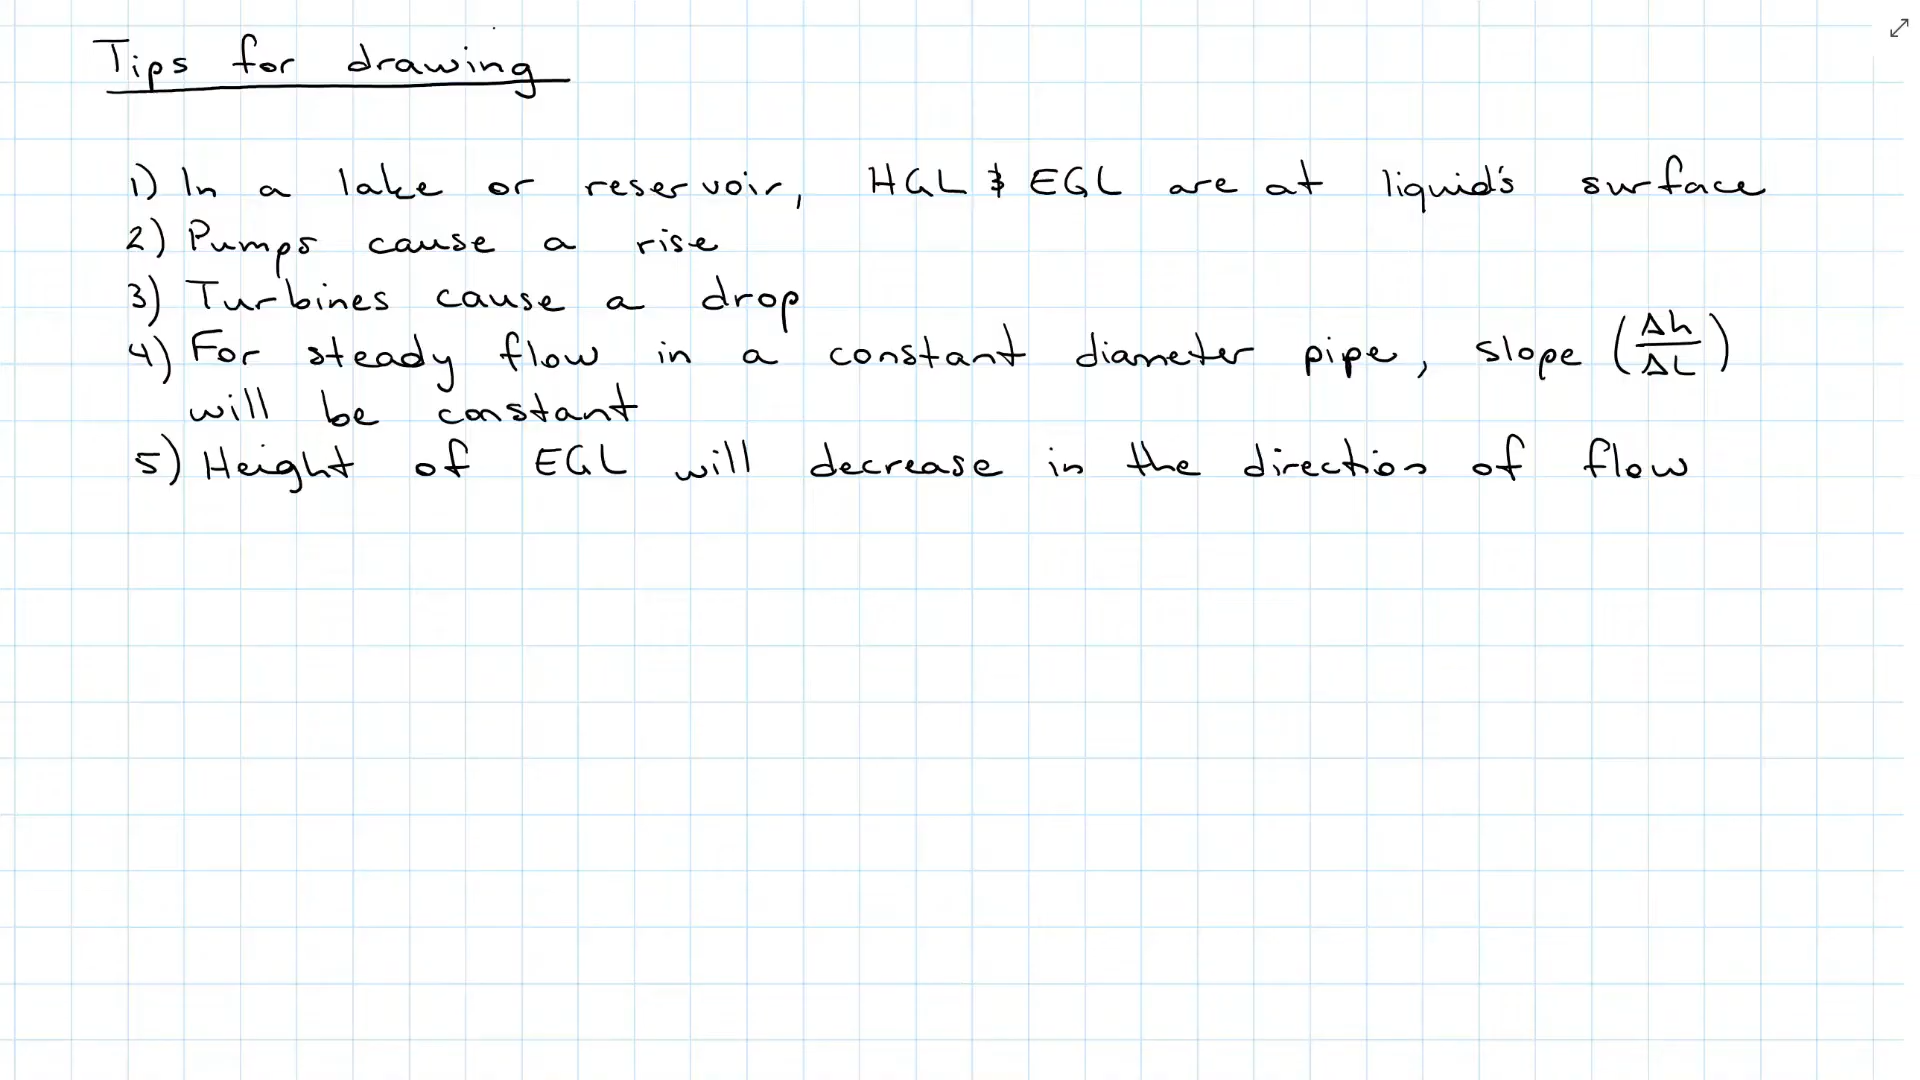 Tips for drawing
1) In a lake or reservoir, HGL & EGL are at liquid's surface
2) Pumps cause a rise
3) Turbines cause a drop
4) For steady flow in a constant diameter pipe, slope (Δh/ΔL)
will be constant
5) Height of EGL will decrease in the direction of flow